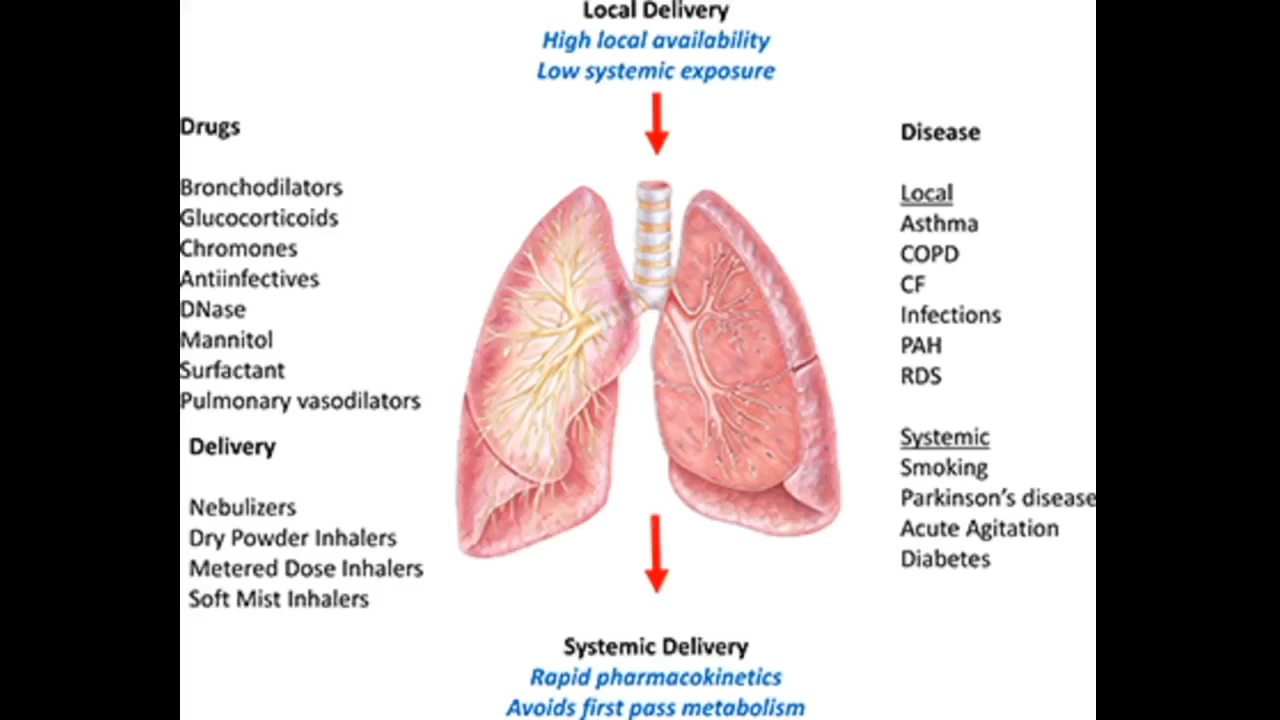 Local Delivery
High local availability
Low systemic exposure
Drugs
Bronchodilators
Glucocorticoids
Chromones
Antiinfectives
DNase
Mannitol
Surfactant
Pulmonary vasodilators
Delivery
Nebulizers
Dry Powder Inhalers
Metered Dose Inhalers
Soft Mist Inhalers
Disease
Local
Asthma
COPD
CF
Infections
PAH
RDS
Systemic
Smoking
Parkinson's disease
Acute Agitation
Diabetes
Systemic Delivery
Rapid pharmacokinetics
Avoids first pass metabolism